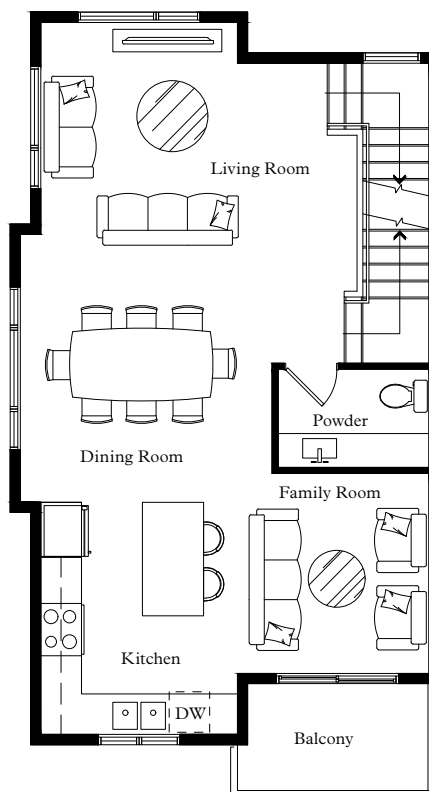 Living Room
Powder
Dining Room
Family Room
Kitchen
DW
Balcony